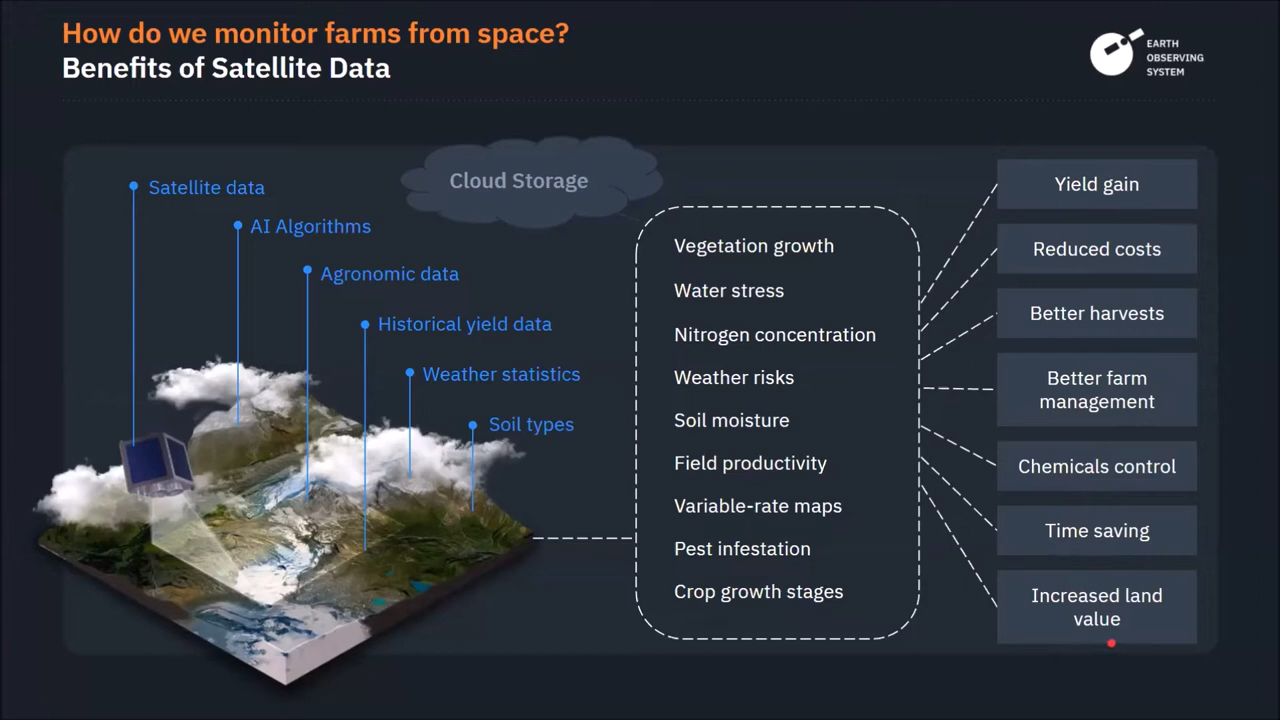 How do we monitor farms from space?
Benefits of Satellite Data
EARTH
OBSERVING
SYSTEM
Cloud Storage
Satellite data
AI Algorithms
Agronomic data
Historical yield data
Weather statistics
Soil types
Vegetation growth
Water stress
Nitrogen concentration
Weather risks
Soil moisture
Field productivity
Variable-rate maps
Pest infestation
Crop growth stages
Yield gain
Reduced costs
Better harvests
Better farm
management
Chemicals control
Time saving
Increased land
value